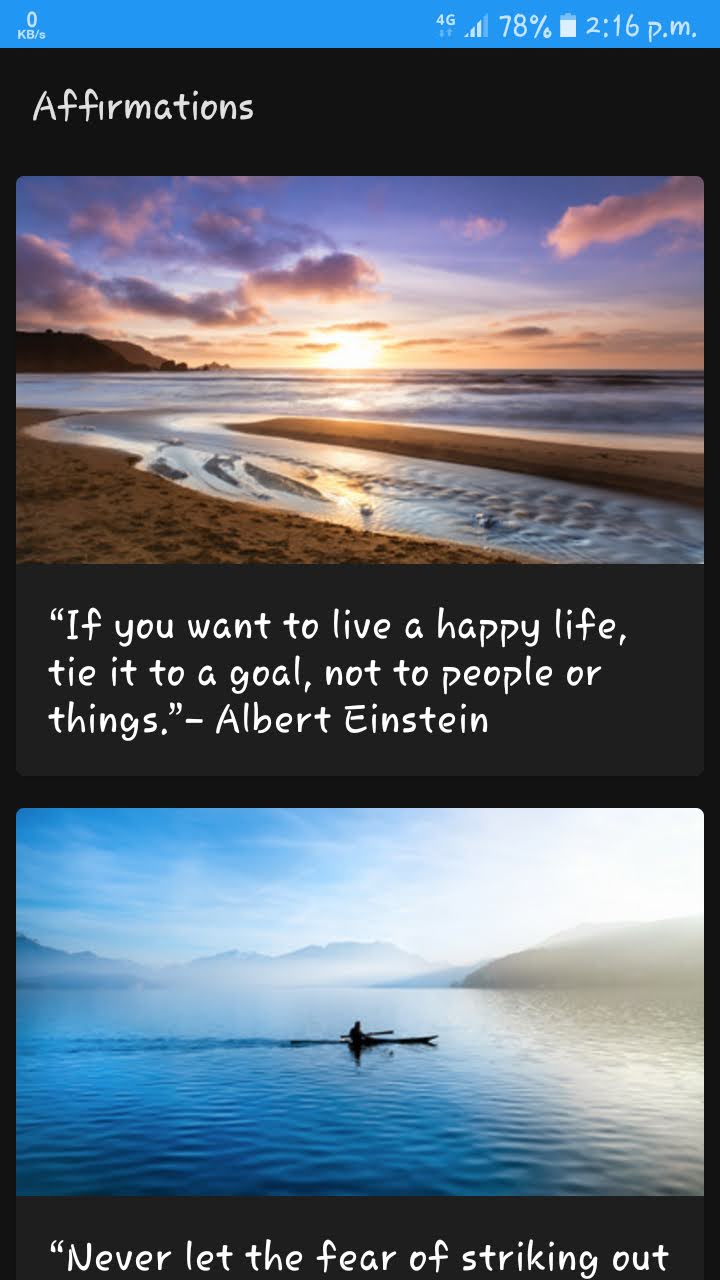 0
KB/s
4G 78% 2:16 p.m.
Affirmations
“If you want to live a happy life,
tie it to a goal, not to people or
things.”– Albert Einstein
“Never let the fear of striking out